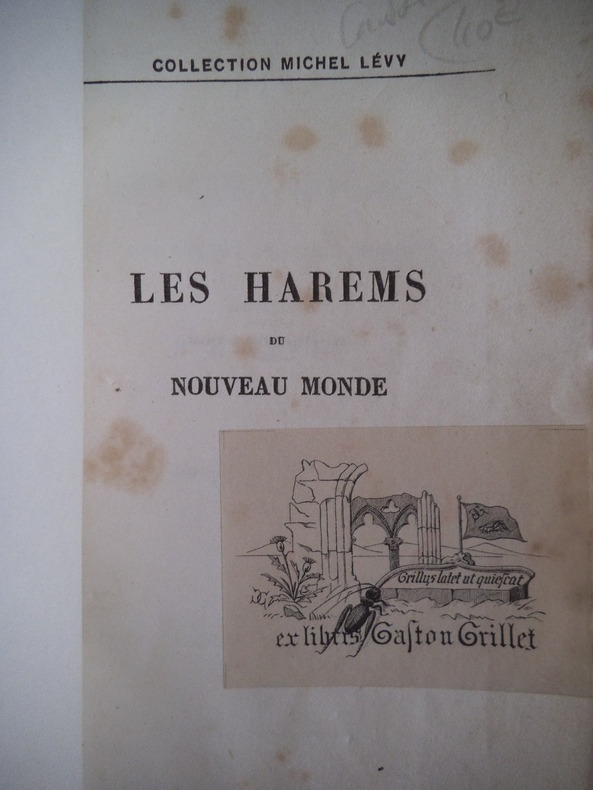 COLLECTION MICHEL LÉVY
LES HAREMS
DU
NOUVEAU MONDE
Grillus latet ut quieſcat
ex libris Gaſton Grillet